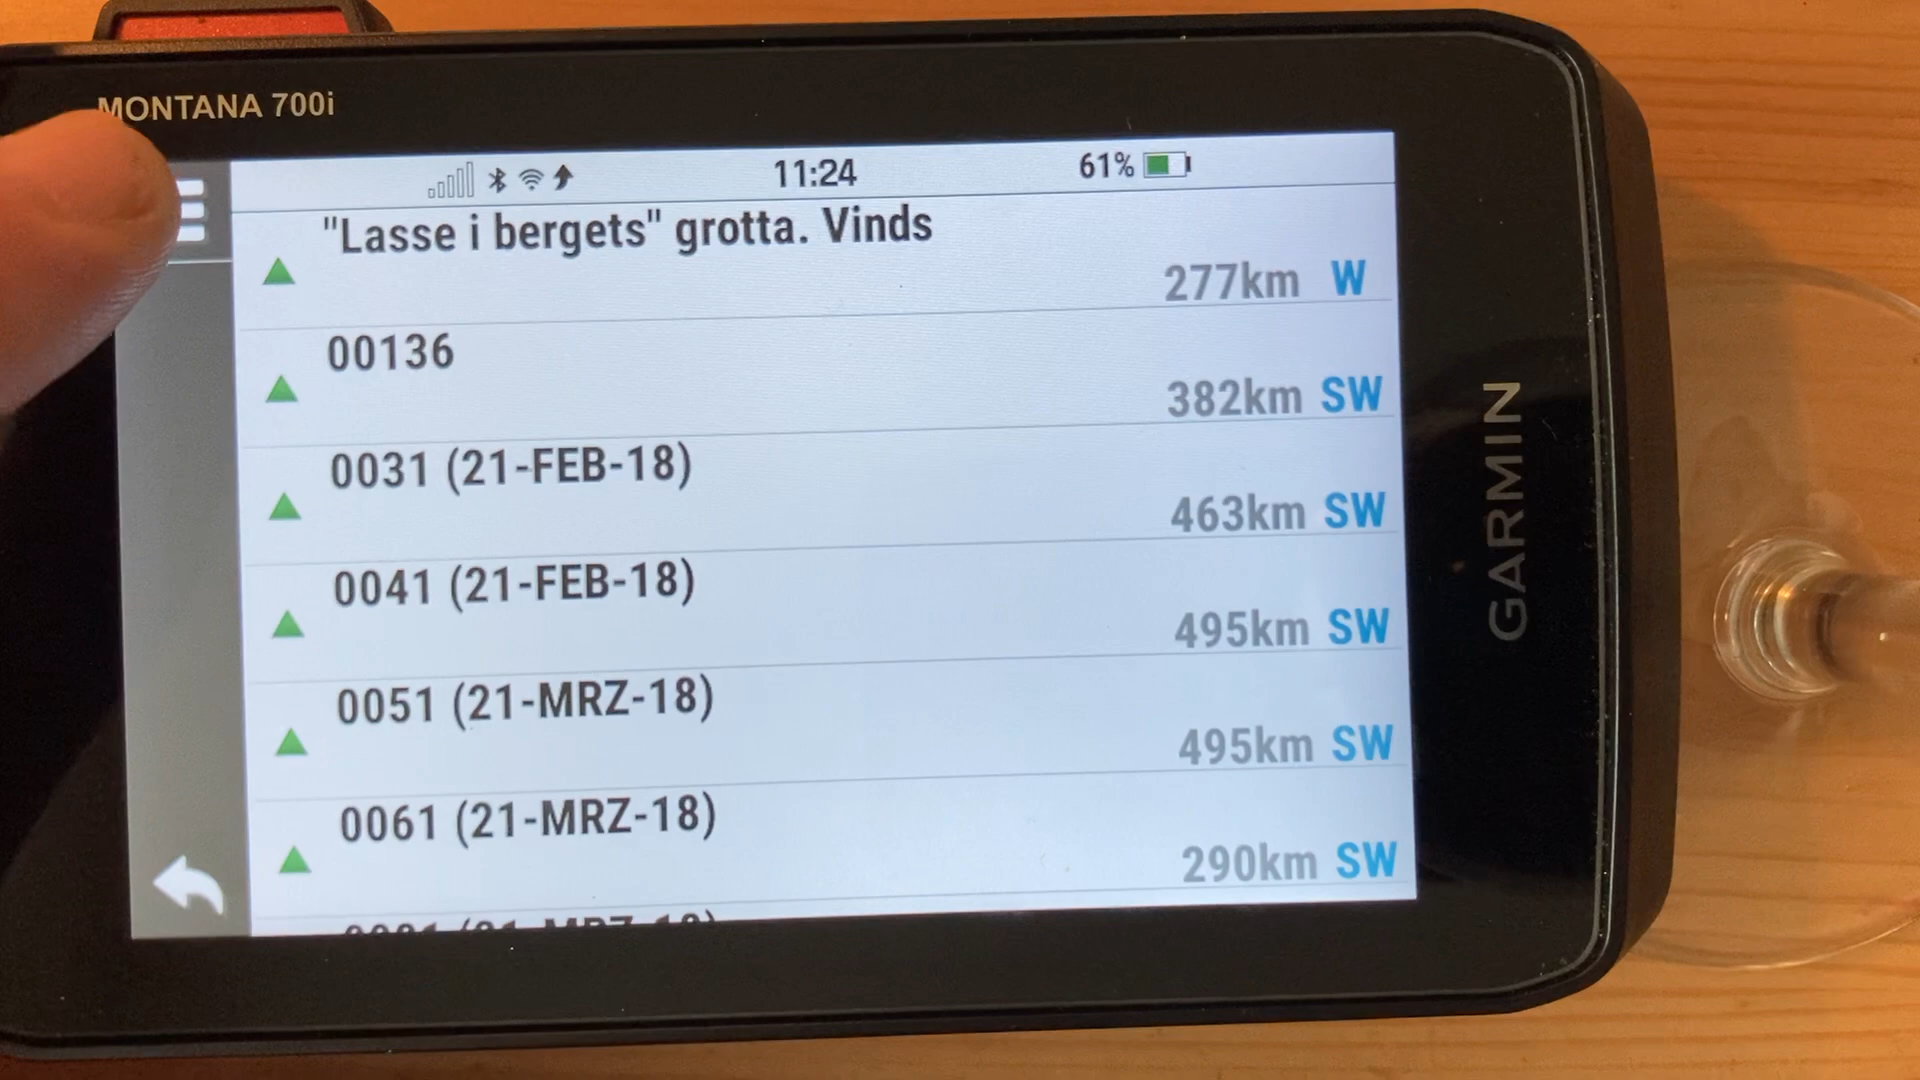 MONTANA 700i
11:24
61%
"Lasse i bergets" grotta. Vinds
277km W
00136
382km SW
0031 (21-FEB-18)
463km SW
0041 (21-FEB-18)
495km SW
0051 (21-MRZ-18)
495km SW
0061 (21-MRZ-18)
290km SW
GARMIN